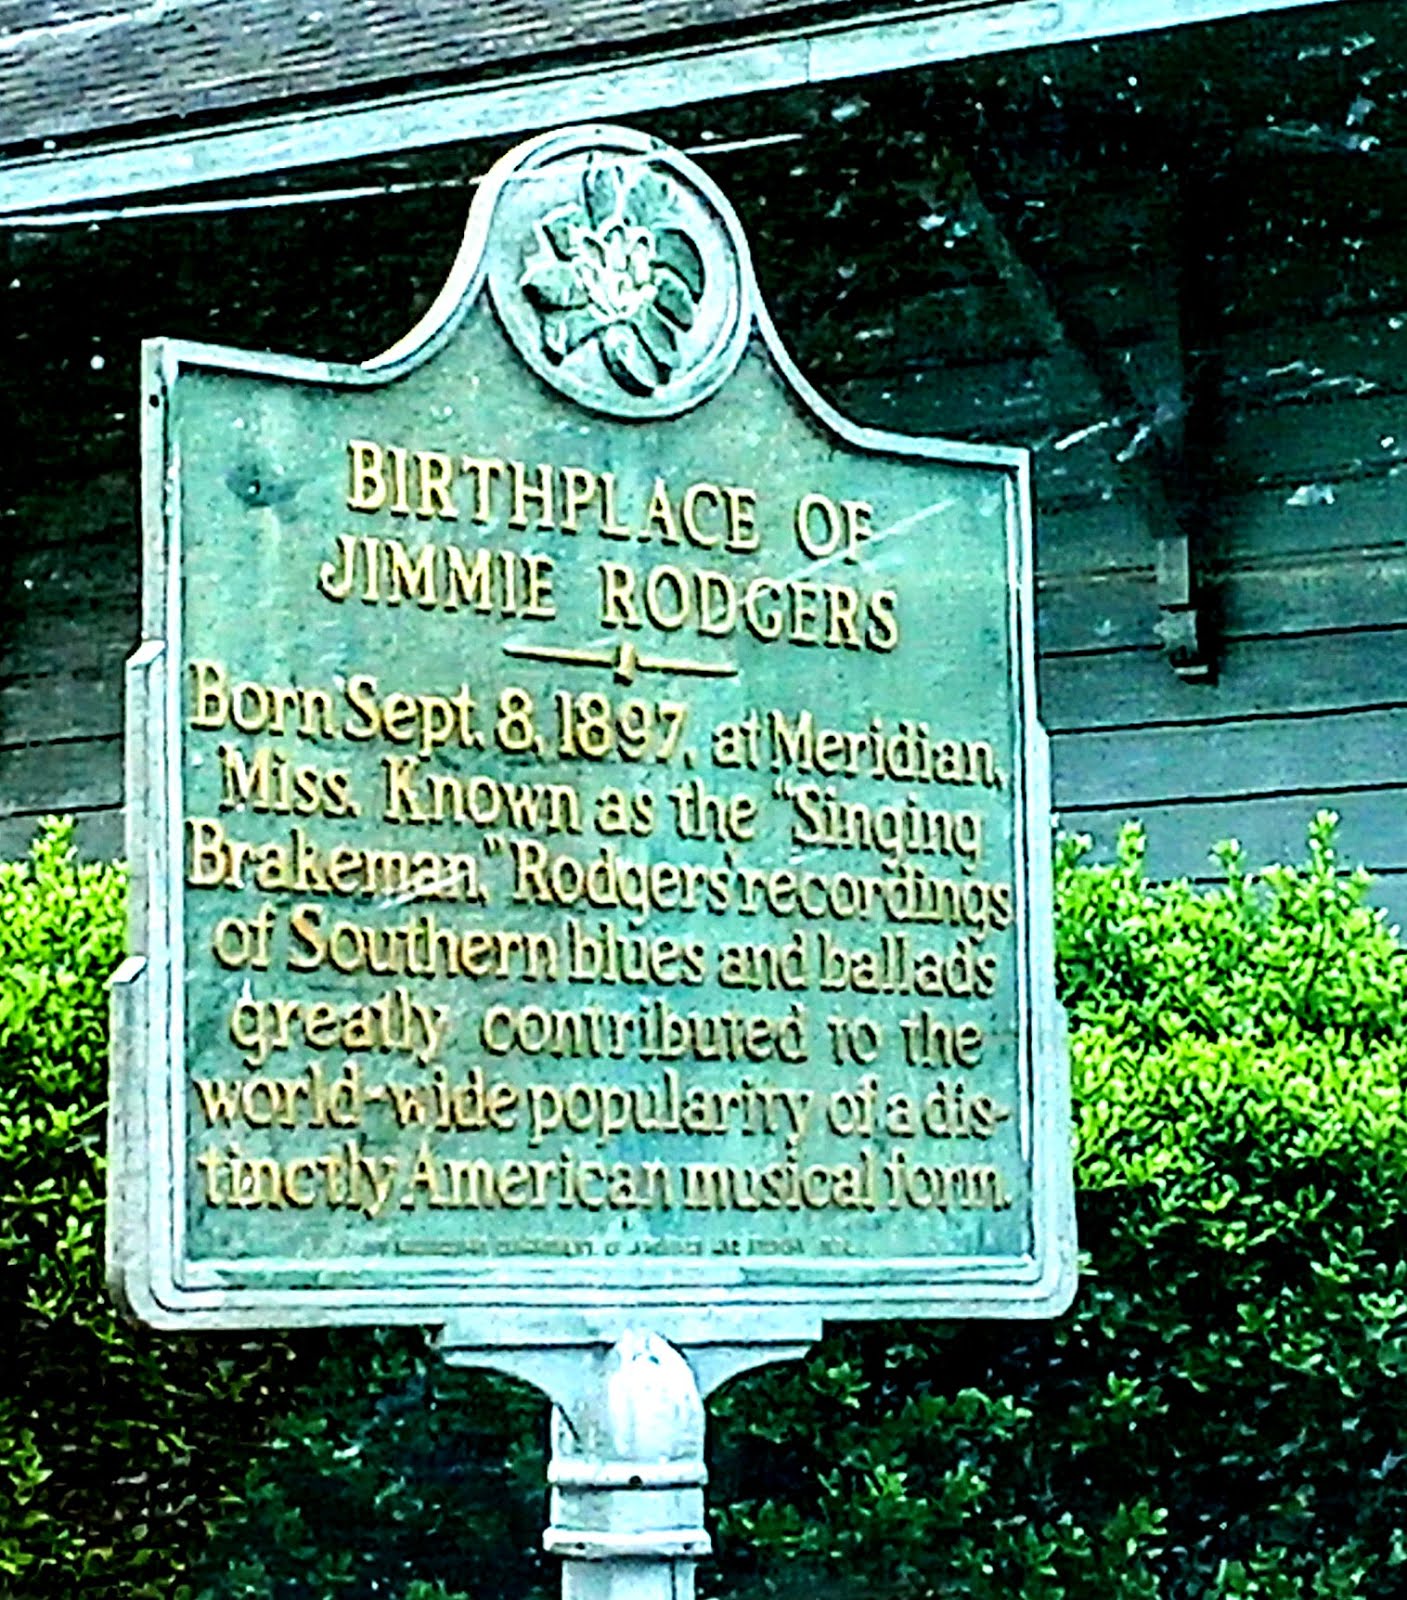 BIRTHPLACE OF
JIMMIE RODGERS
Born Sept. 8, 1897, at Meridian,
Miss. Known as the "Singing
Brakeman," Rodgers' recordings
of Southern blues and ballads
greatly contributed to the
world-wide popularity of a dis-
tinctly American musical form.